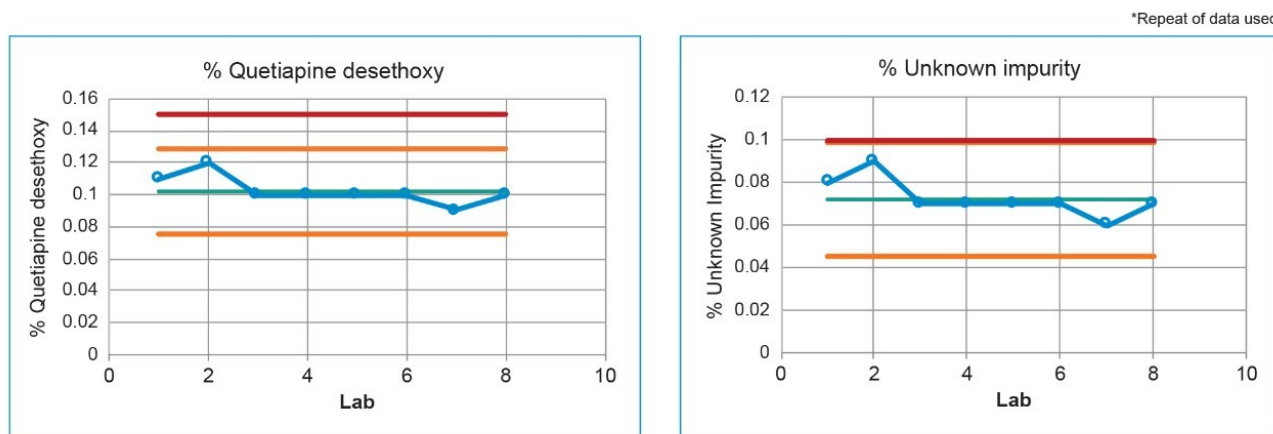 *Repeat of data used
% Quetiapine desethoxy
0.16
0.14
0.12
0.1
0.08
0.06
0.04
0.02
0
% Quetiapine desethoxy
0 2 4 6 8 10
Lab
% Unknown impurity
0.12
0.1
0.08
0.06
0.04
0.02
0
% Unknown Impurity
0 2 4 6 8 10
Lab